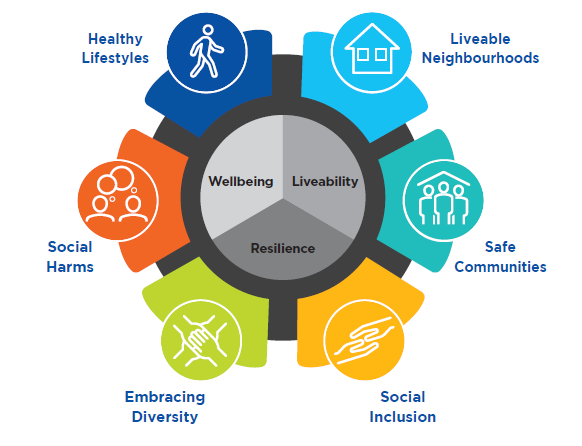 Healthy
Lifestyles
Liveable
Neighbourhoods
Wellbeing
Liveability
Resilience
Social
Harms
Safe
Communities
Embracing
Diversity
Social
Inclusion